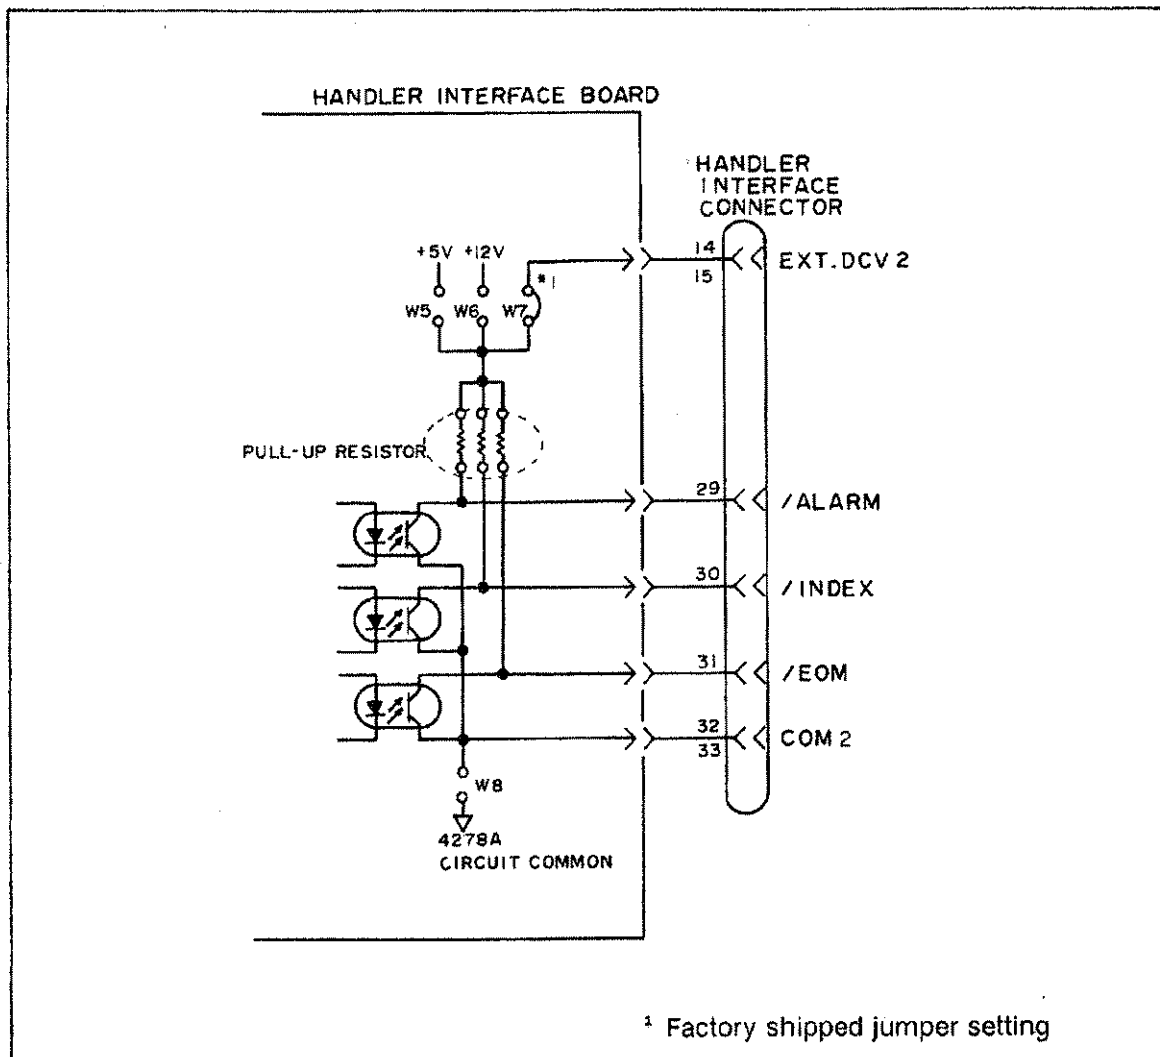 HANDLER INTERFACE BOARD
HANDLER
INTERFACE
CONNECTOR
+5V +12V
*1
14
15
EXT.DCV 2
W5 W6 W7
PULL-UP RESISTOR
29
/ALARM
30
/INDEX
31
/EOM
32
33
COM 2
W8
4278A
CIRCUIT COMMON
¹ Factory shipped jumper setting